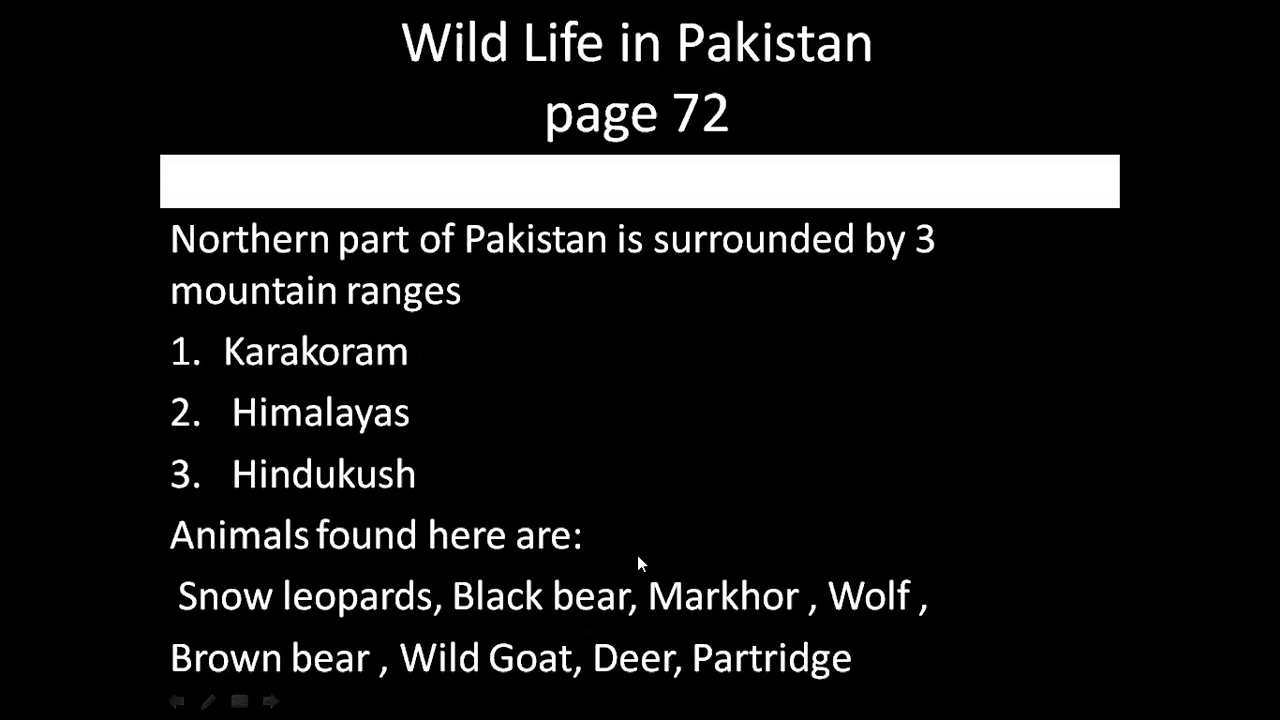 Wild Life in Pakistan
page 72
Northern part of Pakistan is surrounded by 3
mountain ranges
1. Karakoram
2. Himalayas
3. Hindukush
Animals found here are:
Snow leopards, Black bear, Markhor , Wolf ,
Brown bear , Wild Goat, Deer, Partridge